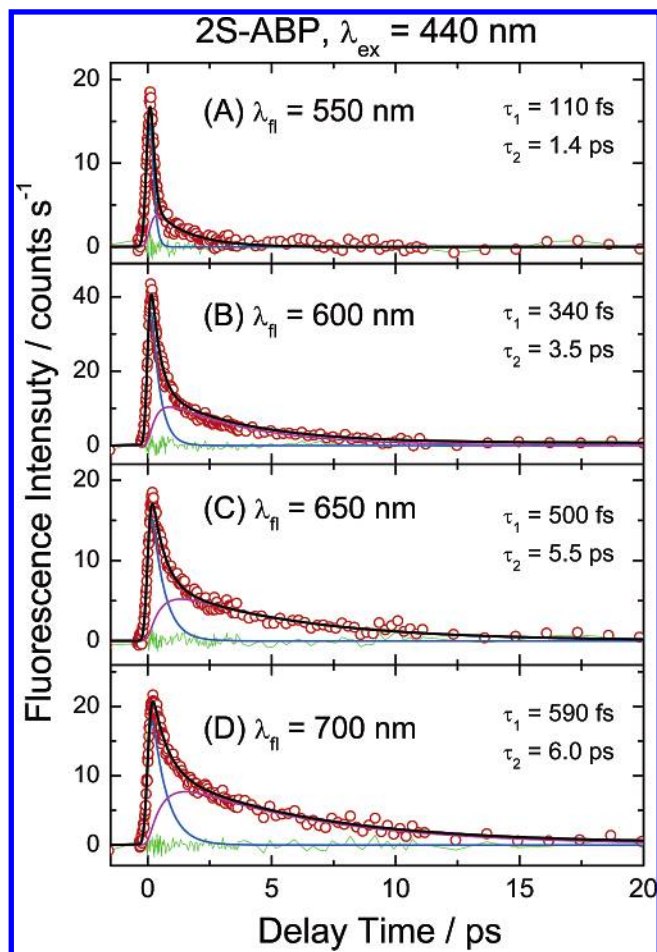 2S-ABP, λex = 440 nm
Fluorescence Intensuty / counts s⁻¹
20
10
0
(A) λfl = 550 nm
τ1 = 110 fs
τ2 = 1.4 ps
40
20
0
(B) λfl = 600 nm
τ1 = 340 fs
τ2 = 3.5 ps
20
10
0
(C) λfl = 650 nm
τ1 = 500 fs
τ2 = 5.5 ps
20
10
0
(D) λfl = 700 nm
τ1 = 590 fs
τ2 = 6.0 ps
0 5 10 15 20
Delay Time / ps